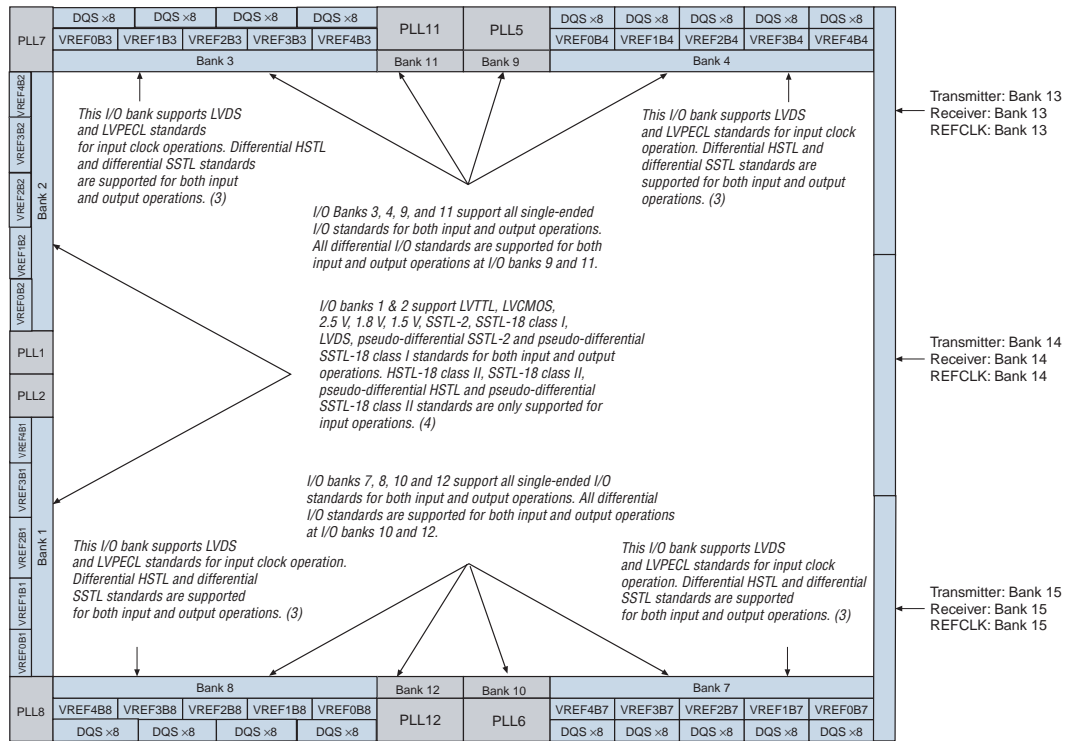 DQS ×8 DQS ×8 DQS ×8 DQS ×8
PLL11 PLL5
DQS ×8 DQS ×8 DQS ×8 DQS ×8 DQS ×8
PLL7
VREF0B3 VREF1B3 VREF2B3 VREF3B3 VREF4B3
VREF0B4 VREF1B4 VREF2B4 VREF3B4 VREF4B4
Bank 3 Bank 11 Bank 9 Bank 4
VREF4B2
VREF3B2
VREF2B2
VREF1B2
VREF0B2
Bank 2
This I/O bank supports LVDS
and LVPECL standards
for input clock operations. Differential HSTL
and differential SSTL standards
are supported for both input
and output operations. (3)
This I/O bank supports LVDS
and LVPECL standards for input clock
operation. Differential HSTL and
differential SSTL standards are
supported for both input and output
operations. (3)
Transmitter: Bank 13
Receiver: Bank 13
REFCLK: Bank 13
I/O Banks 3, 4, 9, and 11 support all single-ended
I/O standards for both input and output operations.
All differential I/O standards are supported for both
input and output operations at I/O banks 9 and 11.
I/O banks 1 & 2 support LVTTL, LVCMOS,
2.5 V, 1.8 V, 1.5 V, SSTL-2, SSTL-18 class I,
LVDS, pseudo-differential SSTL-2 and pseudo-differential
SSTL-18 class I standards for both input and output
operations. HSTL-18 class II, SSTL-18 class II,
pseudo-differential HSTL and pseudo-differential
SSTL-18 class II standards are only supported for
input operations. (4)
PLL1
PLL2
Transmitter: Bank 14
Receiver: Bank 14
REFCLK: Bank 14
VREF4B1
VREF3B1
VREF2B1
VREF1B1
VREF0B1
Bank 1
I/O banks 7, 8, 10 and 12 support all single-ended I/O
standards for both input and output operations. All differential
I/O standards are supported for both input and output operations
at I/O banks 10 and 12.
This I/O bank supports LVDS
and LVPECL standards for input clock operation.
Differential HSTL and differential
SSTL standards are supported
for both input and output operations. (3)
This I/O bank supports LVDS
and LVPECL standards for input clock
operation. Differential HSTL and differential
SSTL standards are supported
for both input and output operations. (3)
Transmitter: Bank 15
Receiver: Bank 15
REFCLK: Bank 15
Bank 8 Bank 12 Bank 10 Bank 7
PLL8
VREF4B8 VREF3B8 VREF2B8 VREF1B8 VREF0B8
PLL12 PLL6
VREF4B7 VREF3B7 VREF2B7 VREF1B7 VREF0B7
DQS ×8 DQS ×8 DQS ×8 DQS ×8
DQS ×8 DQS ×8 DQS ×8 DQS ×8 DQS ×8